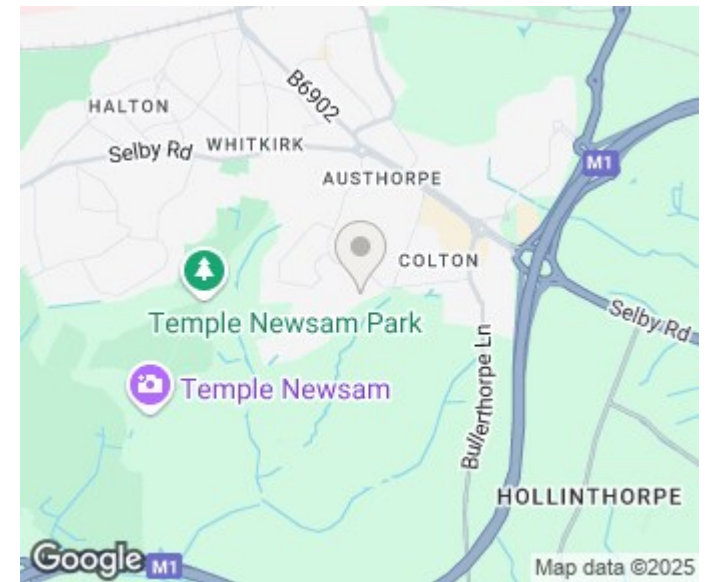 B6902
HALTON
WHITKIRK
Selby Rd
AUSTHORPE
M1
COLTON
Temple Newsam Park
Selby Rd
Temple Newsam
Bullerthorpe Ln
HOLLINTHORPE
Google
M1
Map data ©2025